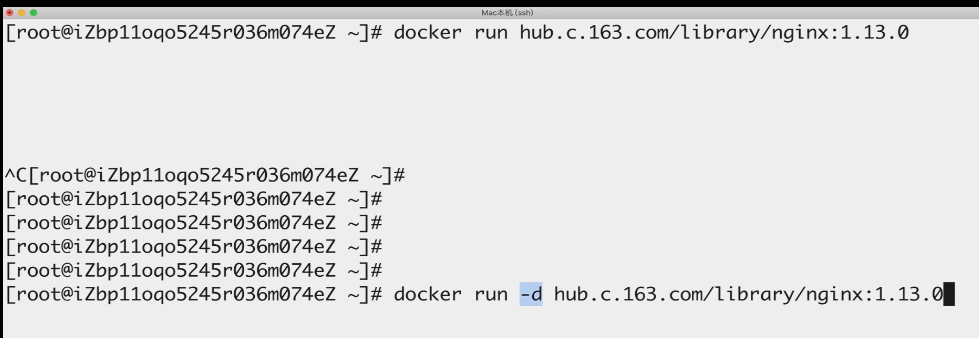 Mac本机 (ssh)
[root@iZbp11oqo5245r036m074eZ ~]# docker run hub.c.163.com/library/nginx:1.13.0
^C[root@iZbp11oqo5245r036m074eZ ~]#
[root@iZbp11oqo5245r036m074eZ ~]#
[root@iZbp11oqo5245r036m074eZ ~]#
[root@iZbp11oqo5245r036m074eZ ~]#
[root@iZbp11oqo5245r036m074eZ ~]#
[root@iZbp11oqo5245r036m074eZ ~]# docker run -d hub.c.163.com/library/nginx:1.13.0